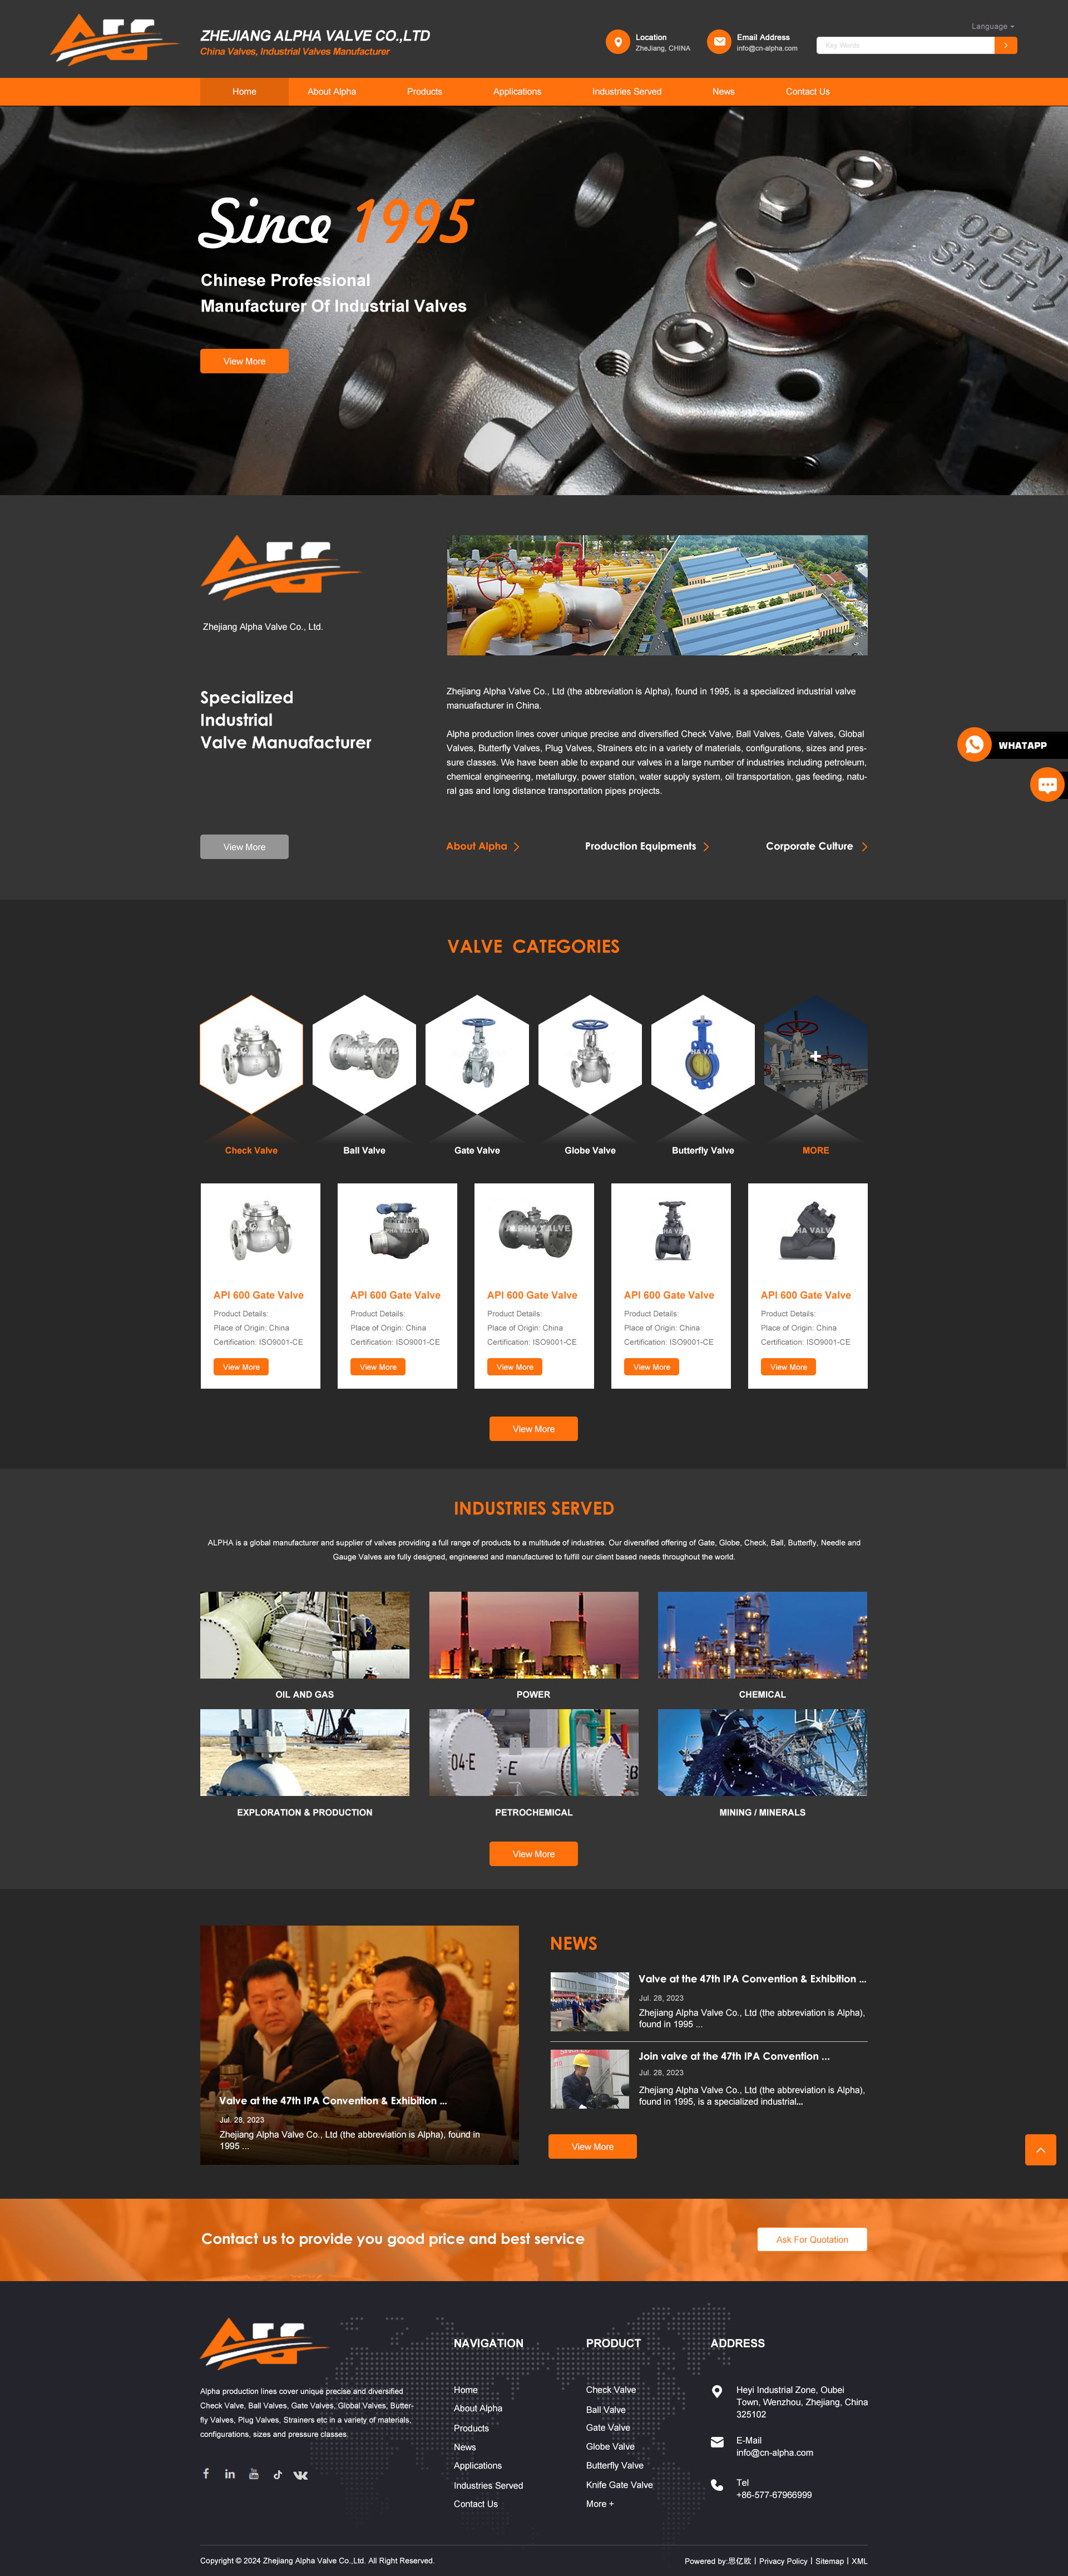 Language
ZHEJIANG ALPHA VALVE CO.,LTD
China Valves, Industrial Valves Manufacturer
Location
ZheJiang, CHINA
Email Address
info@cn-alpha.com
Key Words
Home
About Alpha
Products
Applications
Industries Served
News
Contact Us
Since 1995
Chinese Professional
Manufacturer Of Industrial Valves
View More
OPEN
SHUT
Zhejiang Alpha Valve Co., Ltd.
Specialized
Industrial
Valve Manuafacturer
View More
Zhejiang Alpha Valve Co., Ltd (the abbreviation is Alpha), found in 1995, is a specialized industrial valve
manuafacturer in China.
Alpha production lines cover unique precise and diversified Check Valve, Ball Valves, Gate Valves, Global
Valves, Butterfly Valves, Plug Valves, Strainers etc in a variety of materials, configurations, sizes and pres-
sure classes. We have been able to expand our valves in a large number of industries including petroleum,
chemical engineering, metallurgy, power station, water supply system, oil transportation, gas feeding, natu-
ral gas and long distance transportation pipes projects.
About Alpha
Production Equipments
Corporate Culture
WHATAPP
VALVE CATEGORIES
ALPHA VALVE
HA VAL
Check Valve
Ball Valve
Gate Valve
Globe Valve
Butterfly Valve
MORE
ALPHA VALVE
HA VALV
HA VALV
API 600 Gate Valve
Product Details:
Place of Origin: China
Certification: ISO9001-CE
View More
API 600 Gate Valve
Product Details:
Place of Origin: China
Certification: ISO9001-CE
View More
API 600 Gate Valve
Product Details:
Place of Origin: China
Certification: ISO9001-CE
View More
API 600 Gate Valve
Product Details:
Place of Origin: China
Certification: ISO9001-CE
View More
API 600 Gate Valve
Product Details:
Place of Origin: China
Certification: ISO9001-CE
View More
View More
INDUSTRIES SERVED
ALPHA is a global manufacturer and supplier of valves providing a full range of products to a multitude of industries. Our diversified offering of Gate, Globe, Check, Ball, Butterfly, Needle and
Gauge Valves are fully designed, engineered and manufactured to fulfill our client based needs throughout the world.
OIL AND GAS
POWER
CHEMICAL
04-E
-E
B
EXPLORATION & PRODUCTION
PETROCHEMICAL
MINING / MINERALS
View More
Valve at the 47th IPA Convention & Exhibition ...
Jul. 28, 2023
Zhejiang Alpha Valve Co., Ltd (the abbreviation is Alpha), found in
1995 ...
NEWS
Valve at the 47th IPA Convention & Exhibition ...
Jul. 28, 2023
Zhejiang Alpha Valve Co., Ltd (the abbreviation is Alpha),
found in 1995 ...
Join valve at the 47th IPA Convention ...
Jul. 28, 2023
Zhejiang Alpha Valve Co., Ltd (the abbreviation is Alpha),
found in 1995, is a specialized industrial...
View More
Contact us to provide you good price and best service
Ask For Quotation
Alpha production lines cover unique precise and diversified
Check Valve, Ball Valves, Gate Valves, Global Valves, Butter-
fly Valves, Plug Valves, Strainers etc in a variety of materials,
configurations, sizes and pressure classes.
NAVIGATION
Home
About Alpha
Products
News
Applications
Industries Served
Contact Us
PRODUCT
Check Valve
Ball Valve
Gate Valve
Globe Valve
Butterfly Valve
Knife Gate Valve
More +
ADDRESS
Heyi Industrial Zone, Oubei
Town, Wenzhou, Zhejiang, China
325102
E-Mail
info@cn-alpha.com
Tel
+86-577-67966999
Copyright © 2024 Zhejiang Alpha Valve Co.,Ltd. All Right Reserved.
Powered by:思亿欧 | Privacy Policy | Sitemap | XML